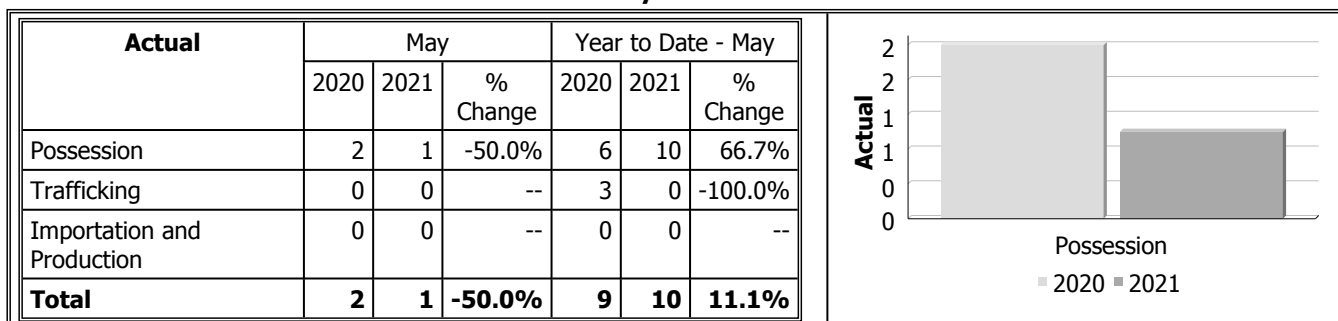 Actual May Year to Date - May
2020 2021 % Change 2020 2021 % Change
Possession 2 1 -50.0% 6 10 66.7%
Trafficking 0 0 -- 3 0 -100.0%
Importation and Production 0 0 -- 0 0 --
Total 2 1 -50.0% 9 10 11.1%
Actual
2
2
1
1
0
0
Possession
2020 2021